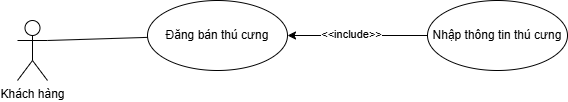 Đăng bán thú cưng
<<include>>
Nhập thông tin thú cưng
Khách hàng